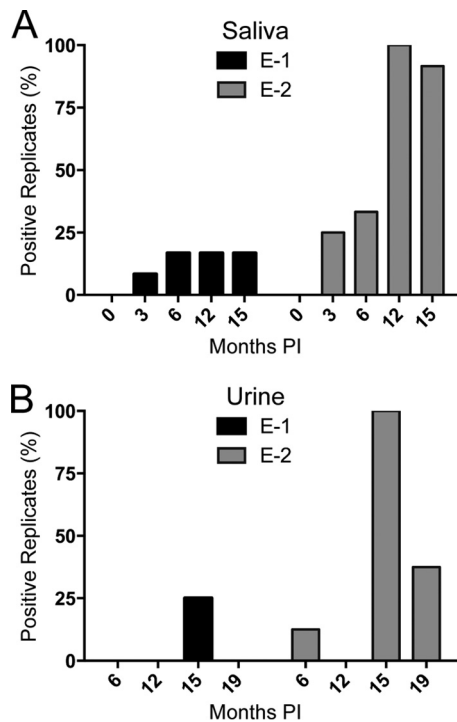 A
Saliva
E-1
E-2
Positive Replicates (%)
100
75
50
25
0
0 3 6 12 15 0 3 6 12 15
Months PI
B
Urine
E-1
E-2
Positive Replicates (%)
100
75
50
25
0
6 12 15 19 6 12 15 19
Months PI